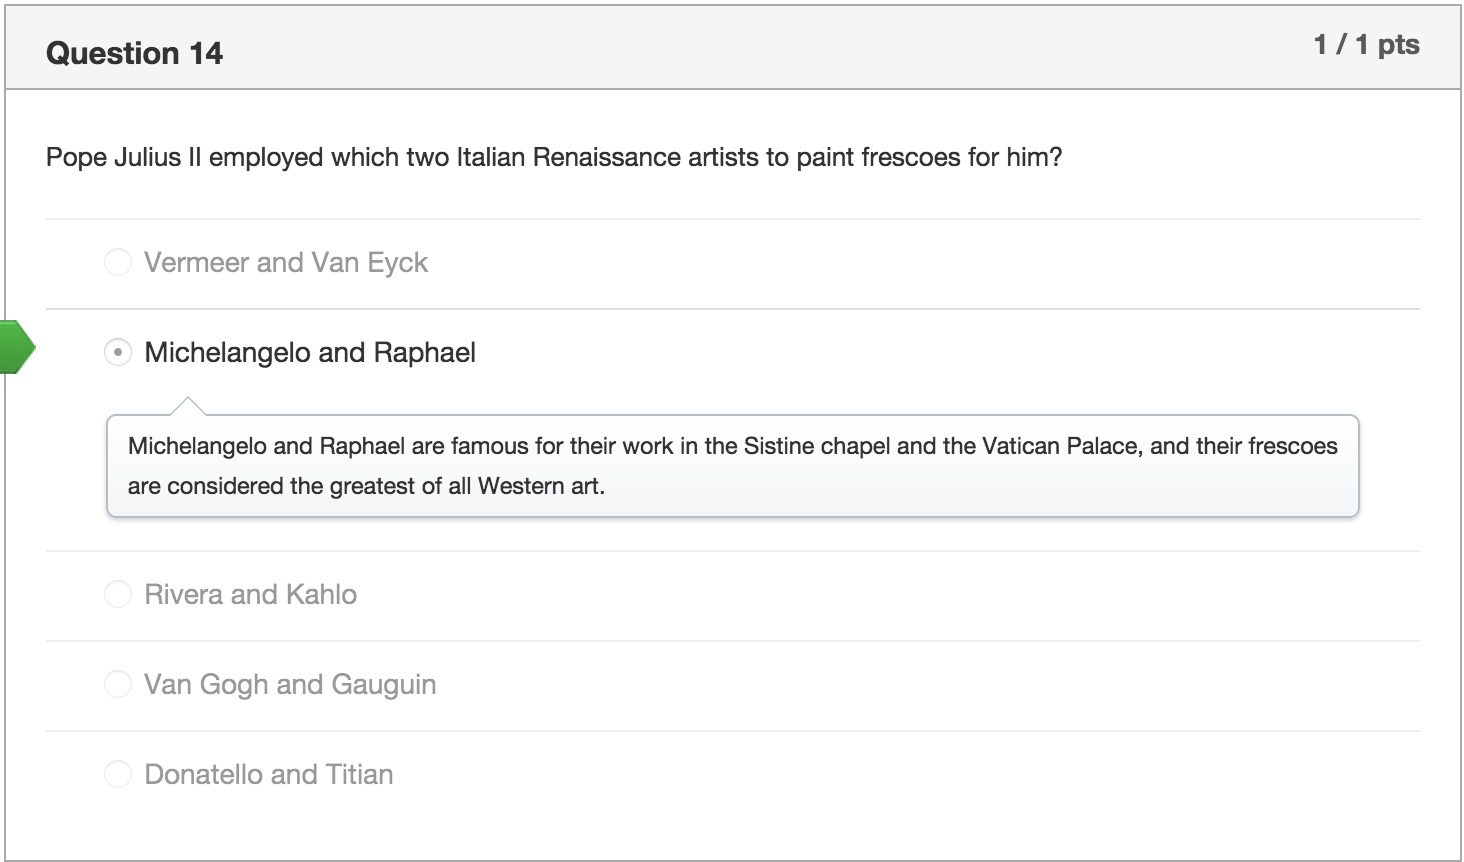 Question 14
1 / 1 pts
Pope Julius II employed which two Italian Renaissance artists to paint frescoes for him?
Vermeer and Van Eyck
Michelangelo and Raphael
Michelangelo and Raphael are famous for their work in the Sistine chapel and the Vatican Palace, and their frescoes
are considered the greatest of all Western art.
Rivera and Kahlo
Van Gogh and Gauguin
Donatello and Titian